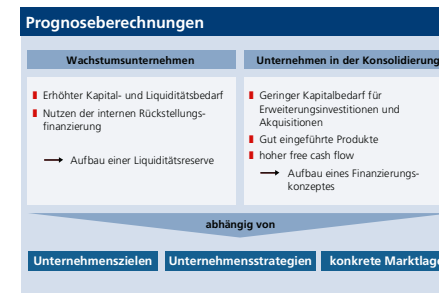 Prognoseberechnungen
Wachstumsunternehmen
Erhöhter Kapital- und Liquiditätsbedarf
Nutzen der internen Rückstellungs-
finanzierung
→ Aufbau einer Liquiditätsreserve
Unternehmen in der Konsolidierung
Geringer Kapitalbedarf für
Erweiterungsinvestitionen und
Akquisitionen
Gut eingeführte Produkte
hoher free cash flow
→ Aufbau eines Finanzierungs-
konzeptes
abhängig von
Unternehmenszielen
Unternehmensstrategien
konkrete Marktlage